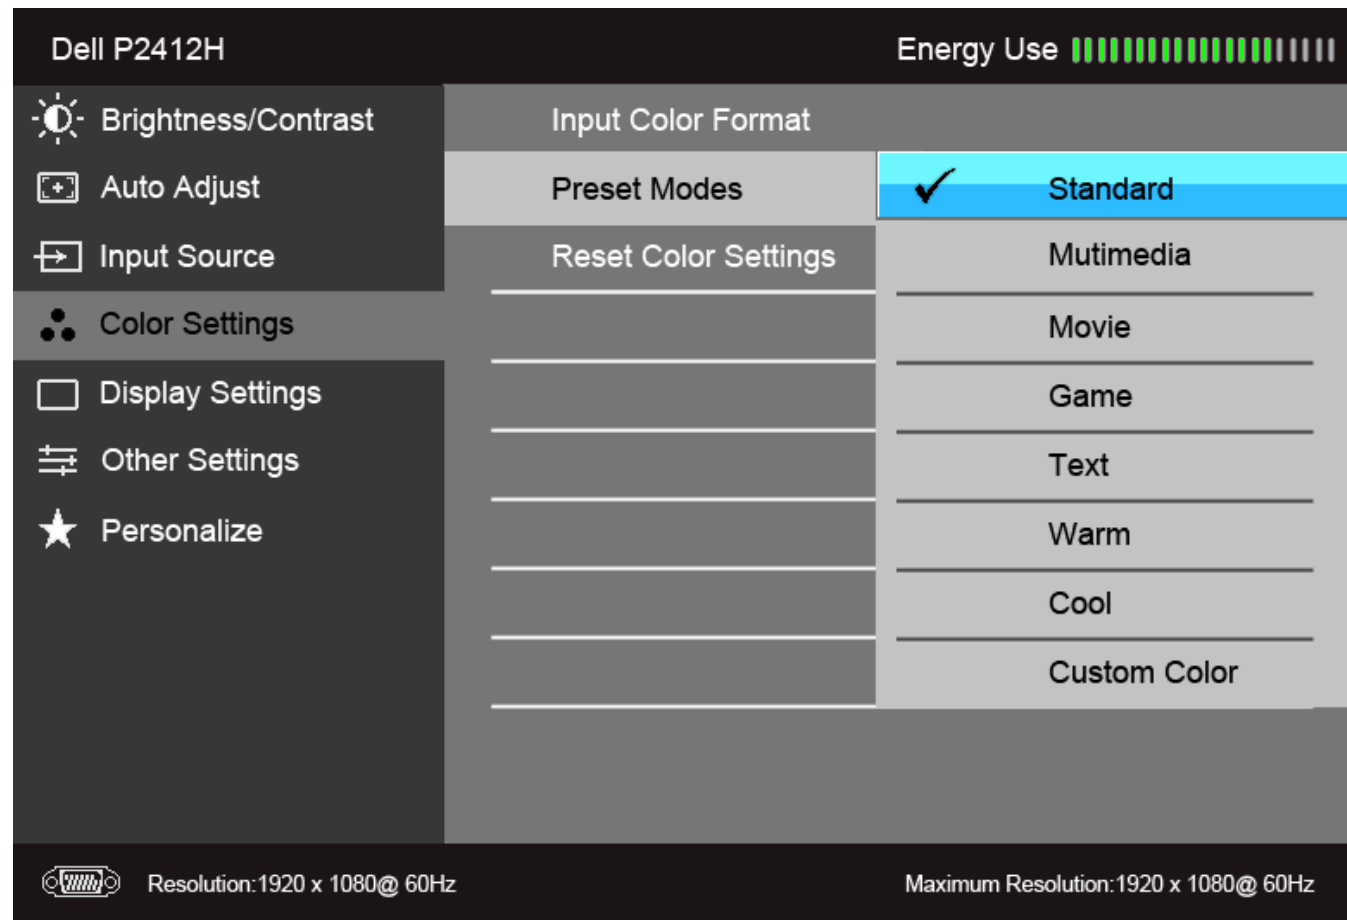 Dell P2412H
Energy Use
Brightness/Contrast
Auto Adjust
Input Source
Color Settings
Display Settings
Other Settings
Personalize
Input Color Format
Preset Modes
Reset Color Settings
Standard
Mutimedia
Movie
Game
Text
Warm
Cool
Custom Color
Resolution:1920 x 1080@ 60Hz
Maximum Resolution:1920 x 1080@ 60Hz